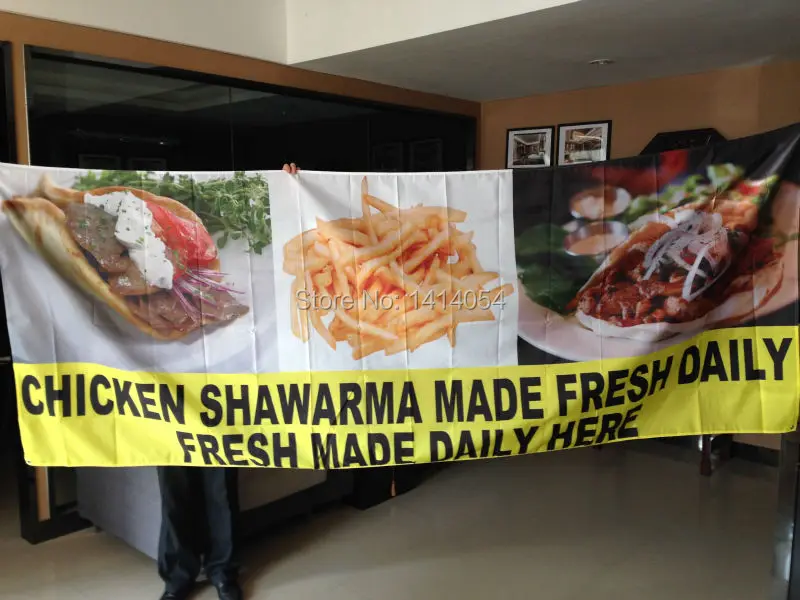 Store No: 1414054
CHICKEN SHAWARMA MADE FRESH DAILY
FRESH MADE DAILY HERE